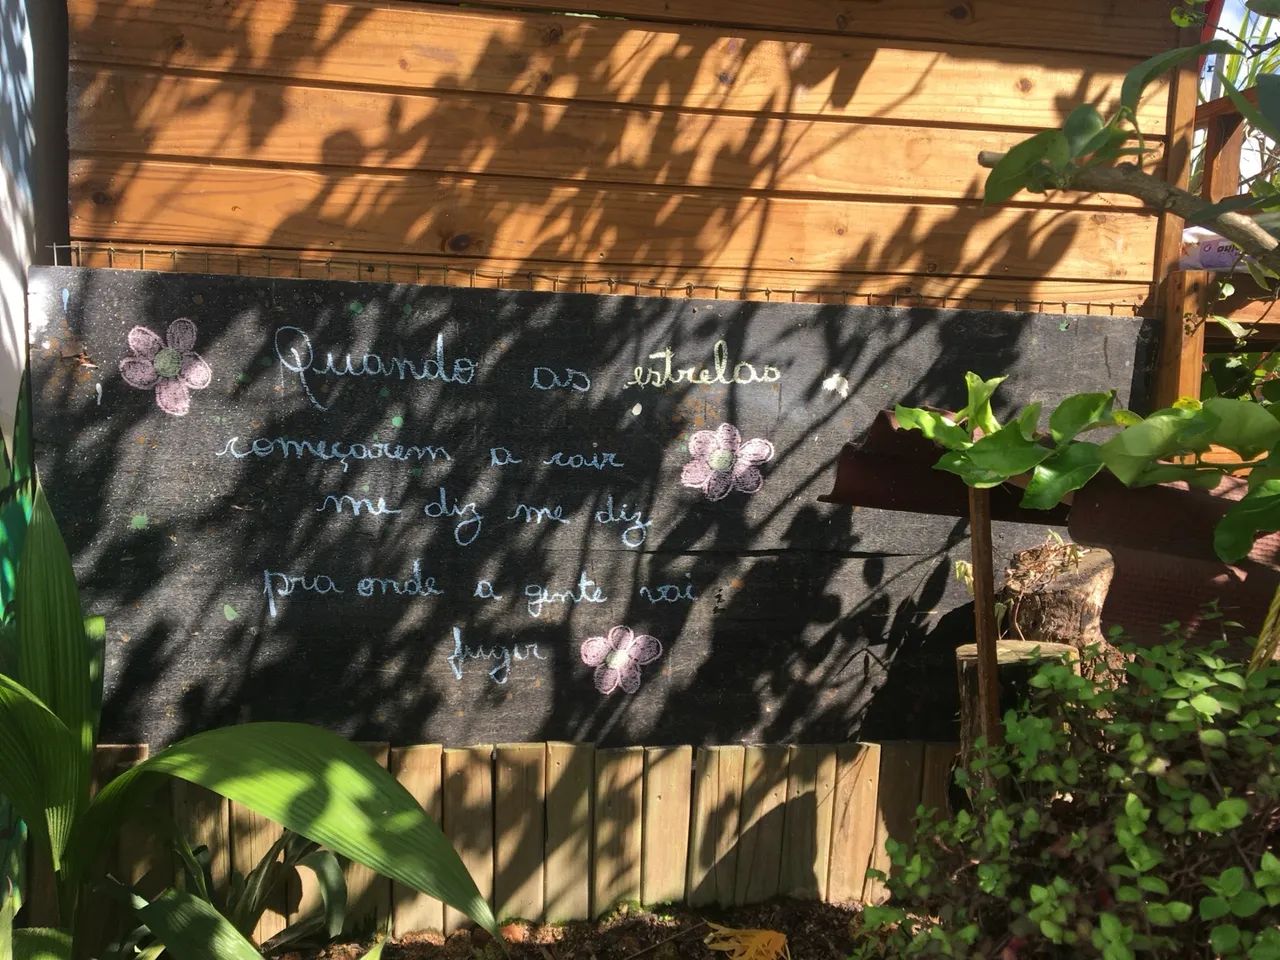 Quando as estrelas
começarem a cair
me diz me diz
pra onde a gente vai
fugir